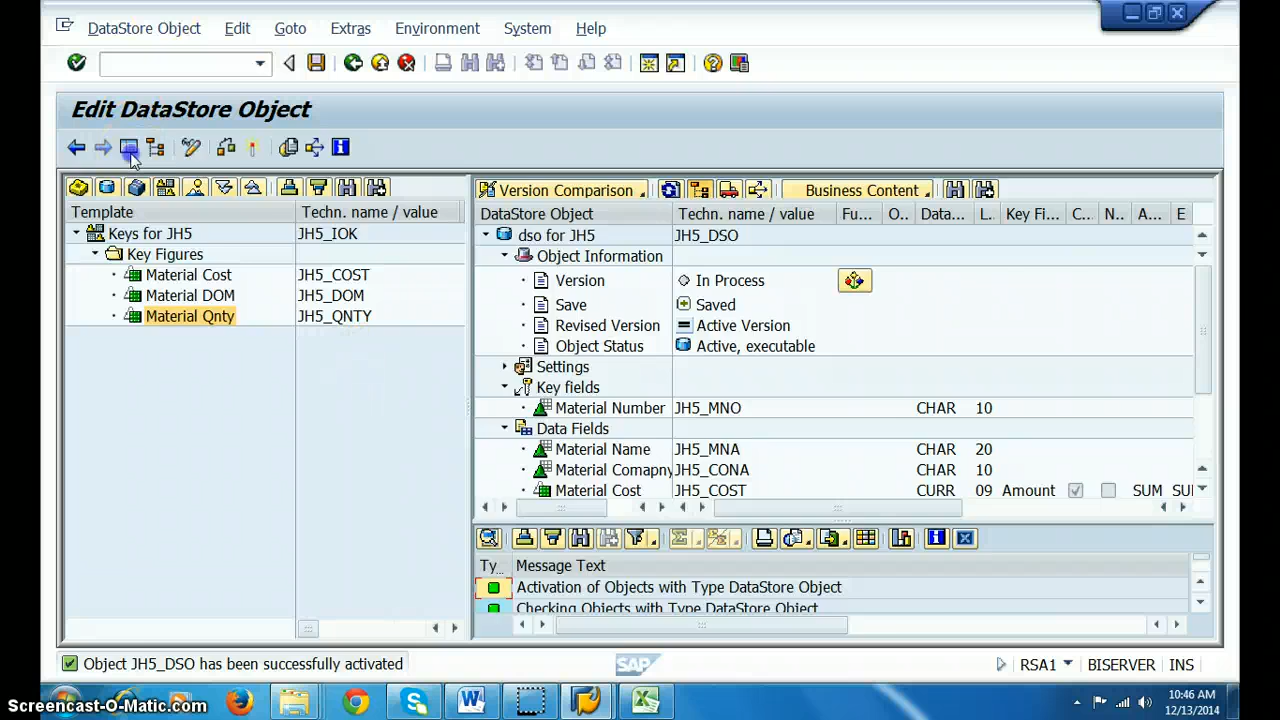 DataStore Object Edit Goto Extras Environment System Help
Edit DataStore Object
Version Comparison Business Content
Template Techn. name / value
Keys for JH5 JH5_IOK
Key Figures
Material Cost JH5_COST
Material DOM JH5_DOM
Material Qnty JH5_QNTY
DataStore Object Techn. name / value Fu... O... Data... L.. Key Fi... C... N... A... E
dso for JH5 JH5_DSO
Object Information
Version In Process
Save Saved
Revised Version Active Version
Object Status Active, executable
Settings
Key fields
Material Number JH5_MNO CHAR 10
Data Fields
Material Name JH5_MNA CHAR 20
Material Comapny JH5_CONA CHAR 10
Material Cost JH5_COST CURR 09 Amount SUM SU
Ty... Message Text
Activation of Objects with Type DataStore Object
Checking Objects with Type DataStore Object
Object JH5_DSO has been successfully activated SAP RSA1 BISERVER INS
Screencast-O-Matic.com
10:46 AM
12/13/2014